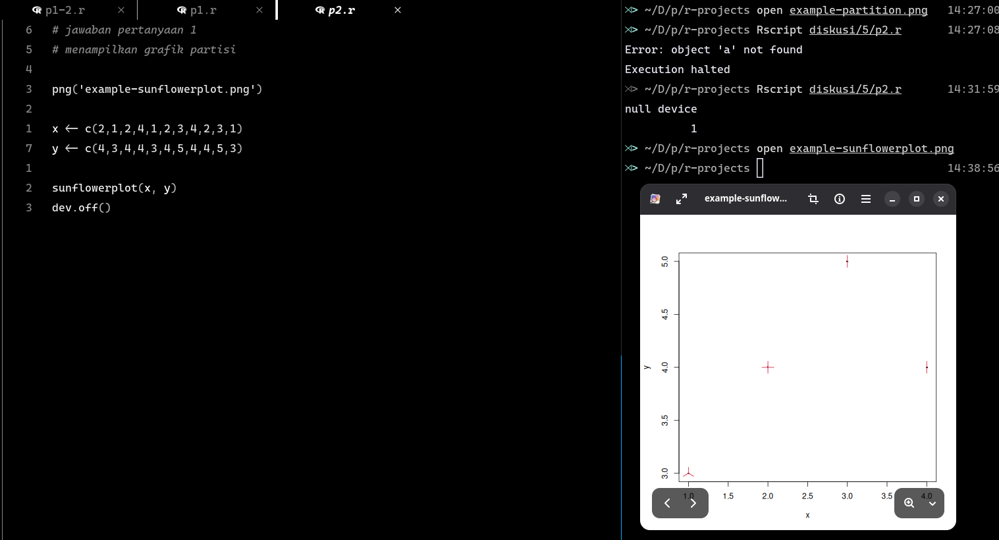 p1-2.r × p1.r × p2.r ×
6 # jawaban pertanyaan 1
5 # menampilkan grafik partisi
4
3 png('example-sunflowerplot.png')
2
1 x <- c(2,1,2,4,1,2,3,4,2,3,1)
7 y <- c(4,3,4,4,3,4,5,4,4,5,3)
1
2 sunflowerplot(x, y)
3 dev.off()
~/D/p/r-projects open example-partition.png 14:27:00
~/D/p/r-projects Rscript diskusi/5/p2.r 14:27:08
Error: object 'a' not found
Execution halted
~/D/p/r-projects Rscript diskusi/5/p2.r 14:31:59
null device
1
~/D/p/r-projects open example-sunflowerplot.png
~/D/p/r-projects 14:38:56
example-sunflow...
5.0
4.5
4.0
3.5
3.0
y
1.0 1.5 2.0 2.5 3.0 3.5 4.0
x